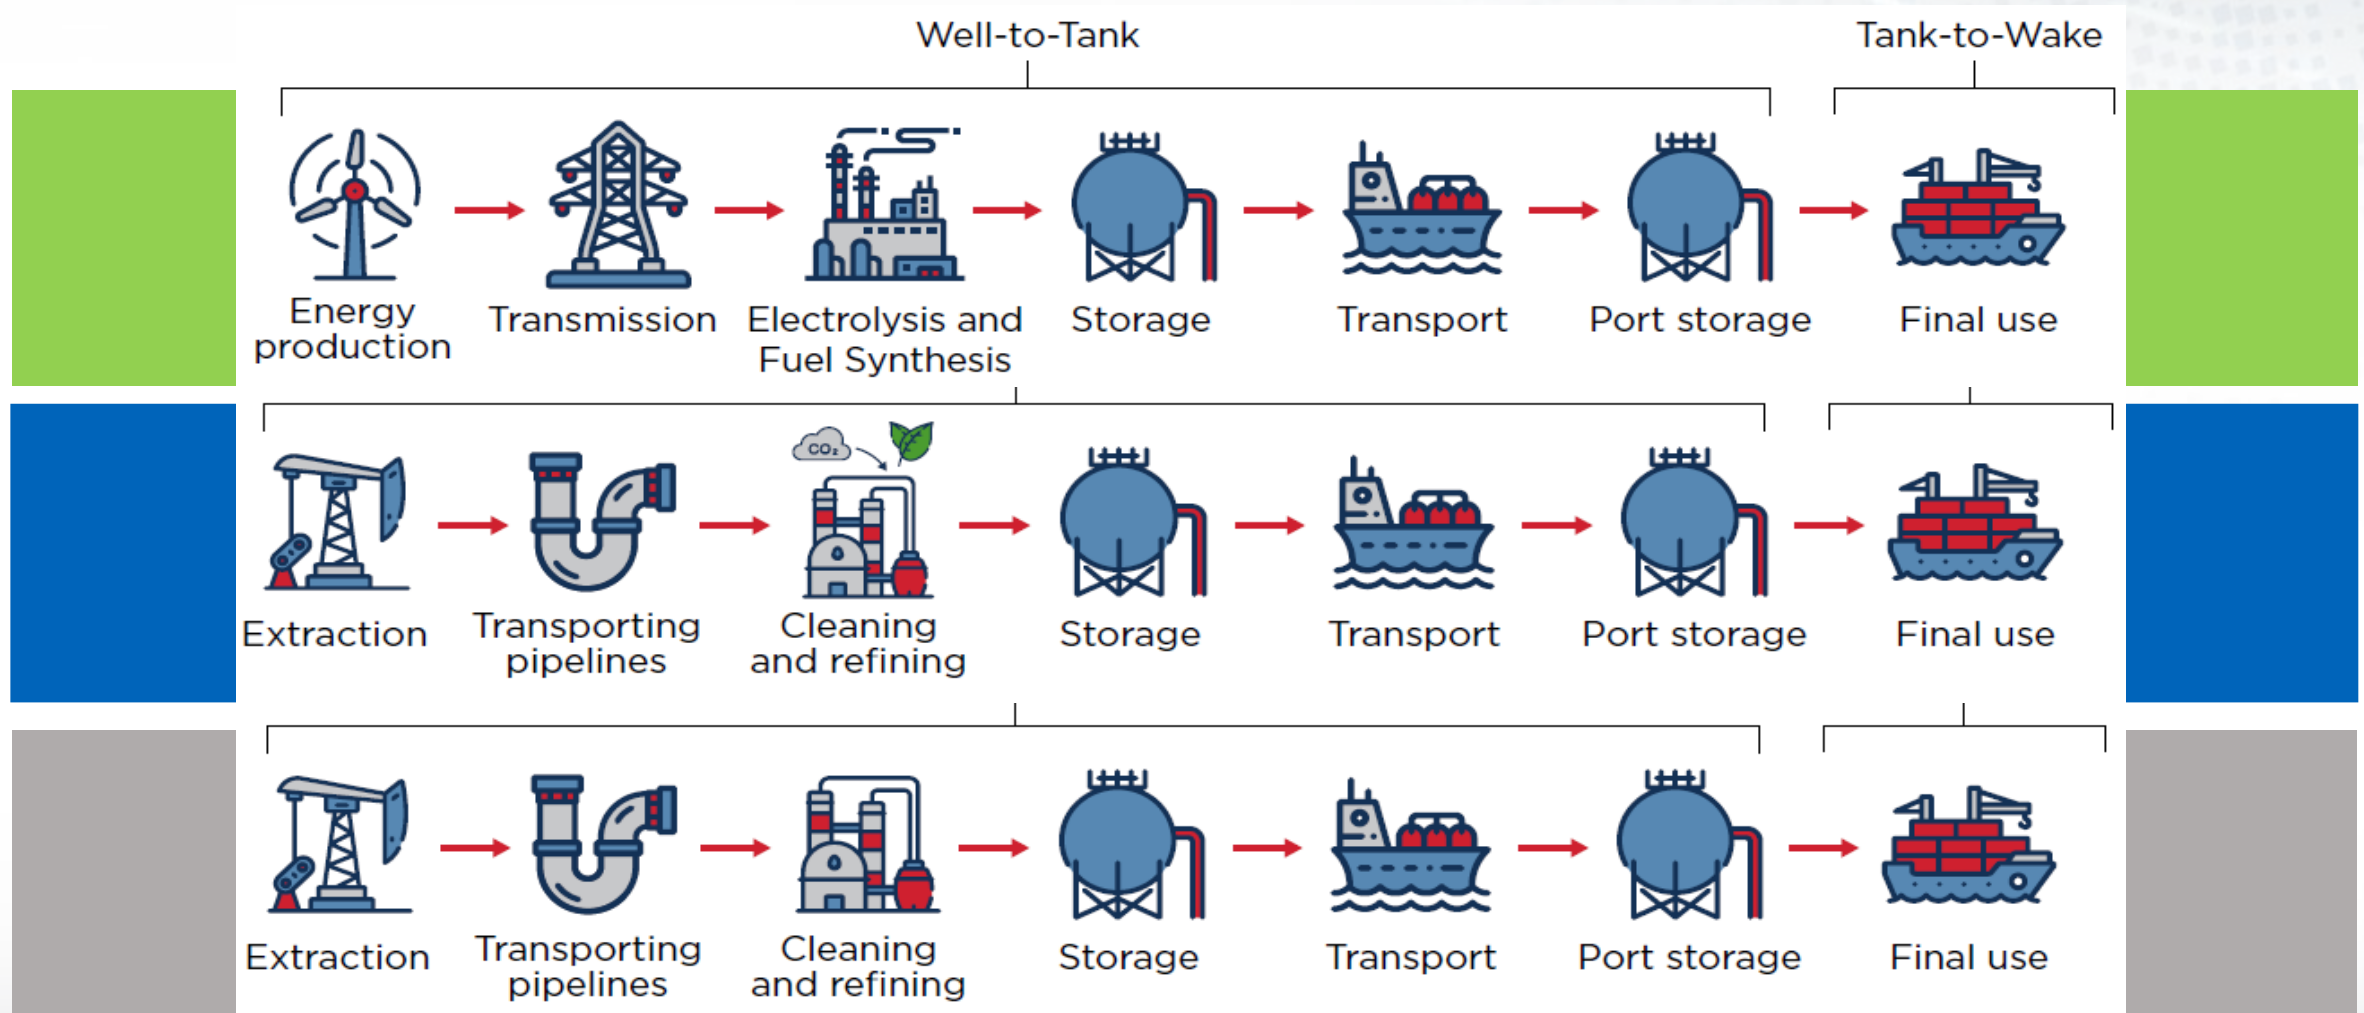 Well-to-Tank
Tank-to-Wake
Energy
production
Transmission
Electrolysis and
Fuel Synthesis
Storage
Transport
Port storage
Final use
CO₂
Extraction
Transporting
pipelines
Cleaning
and refining
Storage
Transport
Port storage
Final use
Extraction
Transporting
pipelines
Cleaning
and refining
Storage
Transport
Port storage
Final use